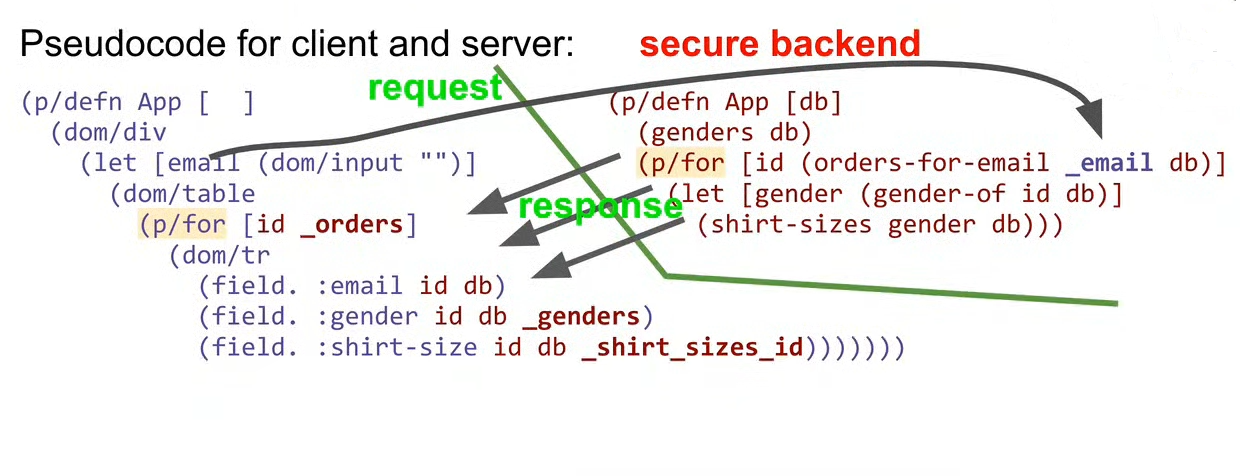 Pseudocode for client and server:
secure backend
request
(p/defn App [  ]
  (dom/div
    (let [email (dom/input "")]
      (dom/table
        (p/for [id _orders]
          (dom/tr
            (field. :email id db)
            (field. :gender id db _genders)
            (field. :shirt-size id db _shirt_sizes_id)))))))
(p/defn App [db]
  (genders db)
  (p/for [id (orders-for-email _email db)]
    (let [gender (gender-of id db)]
      (shirt-sizes gender db)))
response